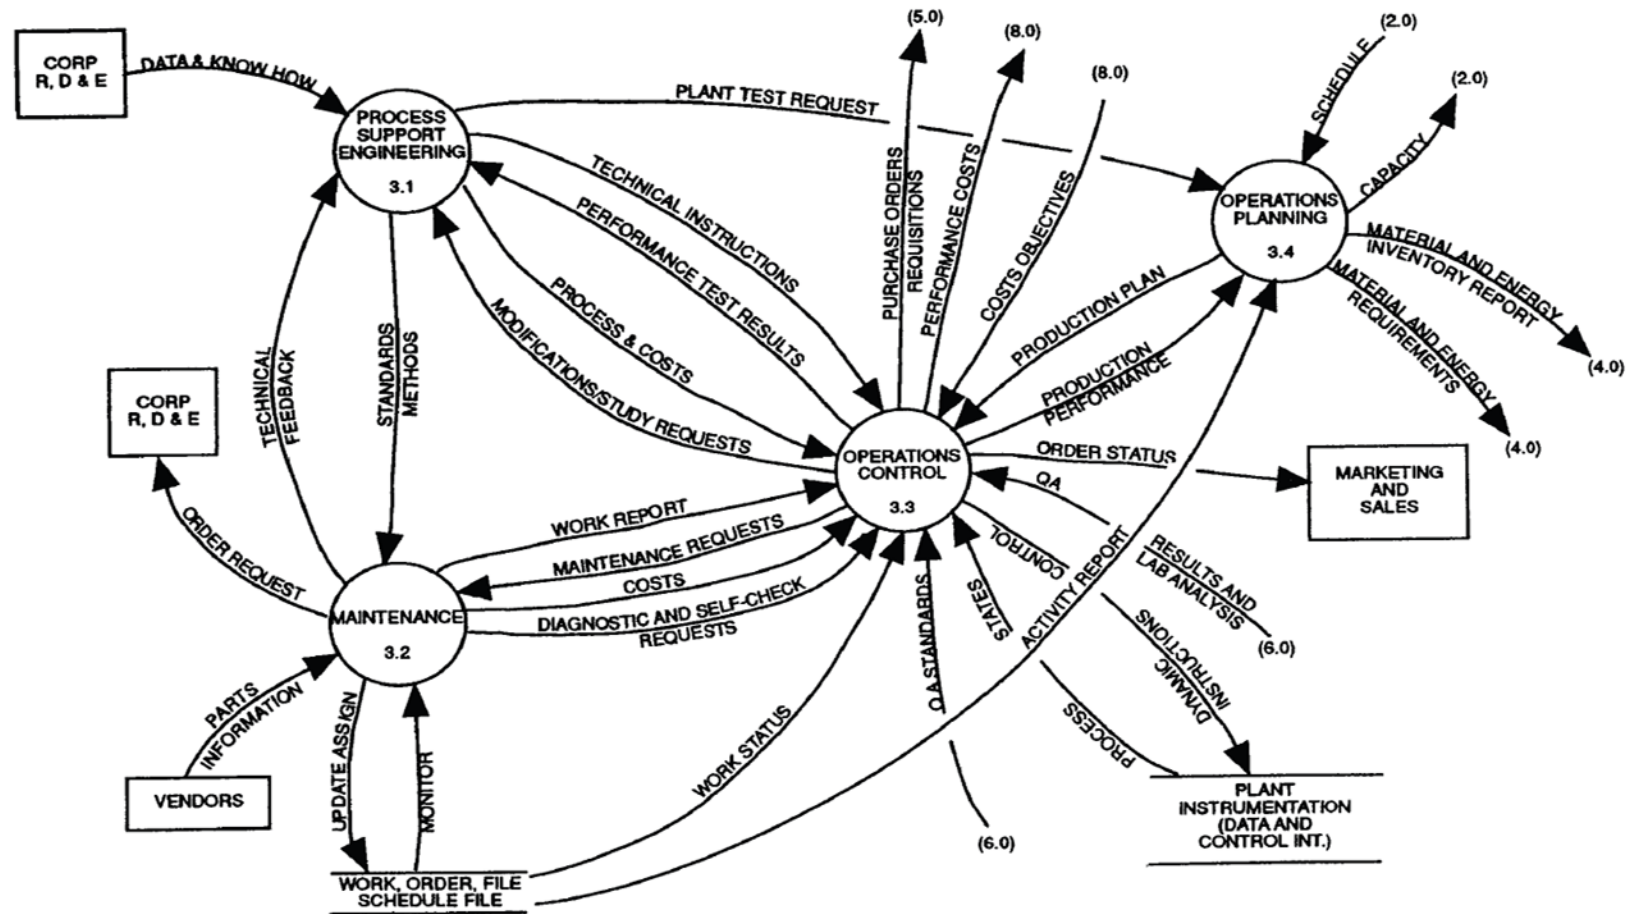 (5.0)
(8.0)
(2.0)
(8.0)
(2.0)
CORP
R, D & E
DATA & KNOW HOW
PROCESS
SUPPORT
ENGINEERING
3.1
PLANT TEST REQUEST
SCHEDULE
CAPACITY
OPERATIONS
PLANNING
3.4
MATERIAL AND ENERGY
INVENTORY REPORT
(4.0)
MATERIAL AND ENERGY
REQUIREMENTS
(4.0)
TECHNICAL INSTRUCTIONS
PERFORMANCE TEST RESULTS
PROCESS & COSTS
MODIFICATIONS/STUDY REQUESTS
PURCHASE ORDERS
REQUISITIONS
PERFORMANCE COSTS
COSTS OBJECTIVES
PRODUCTION PLAN
PRODUCTION
PERFORMANCE
TECHNICAL
FEEDBACK
STANDARDS
METHODS
CORP
R, D & E
ORDER REQUEST
OPERATIONS
CONTROL
3.3
ORDER STATUS
MARKETING
AND
SALES
QA
RESULTS AND
LAB ANALYSIS
(6.0)
CONTROL
DYNAMIC
INSTRUCTIONS
STATES
PROCESS
ACTIVITY REPORT
QA STANDARDS
(6.0)
WORK REPORT
MAINTENANCE REQUESTS
COSTS
DIAGNOSTIC AND SELF-CHECK
REQUESTS
MAINTENANCE
3.2
PARTS
INFORMATION
VENDORS
UPDATE ASSIGN
MONITOR
WORK STATUS
WORK, ORDER, FILE
SCHEDULE FILE
PLANT
INSTRUMENTATION
(DATA AND
CONTROL INT.)